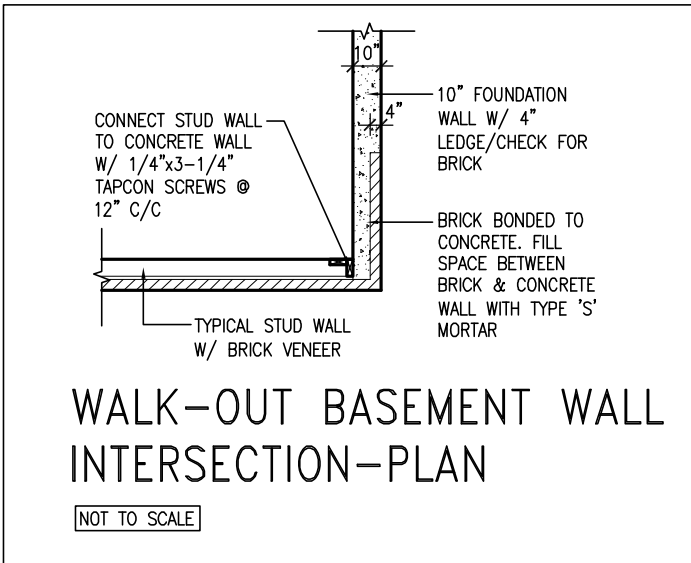 10"
4"
CONNECT STUD WALL
TO CONCRETE WALL
W/ 1/4"x3-1/4"
TAPCON SCREWS @
12" C/C
10" FOUNDATION
WALL W/ 4"
LEDGE/CHECK FOR
BRICK
BRICK BONDED TO
CONCRETE. FILL
SPACE BETWEEN
BRICK & CONCRETE
WALL WITH TYPE 'S'
MORTAR
TYPICAL STUD WALL
W/ BRICK VENEER
WALK-OUT BASEMENT WALL
INTERSECTION-PLAN
NOT TO SCALE